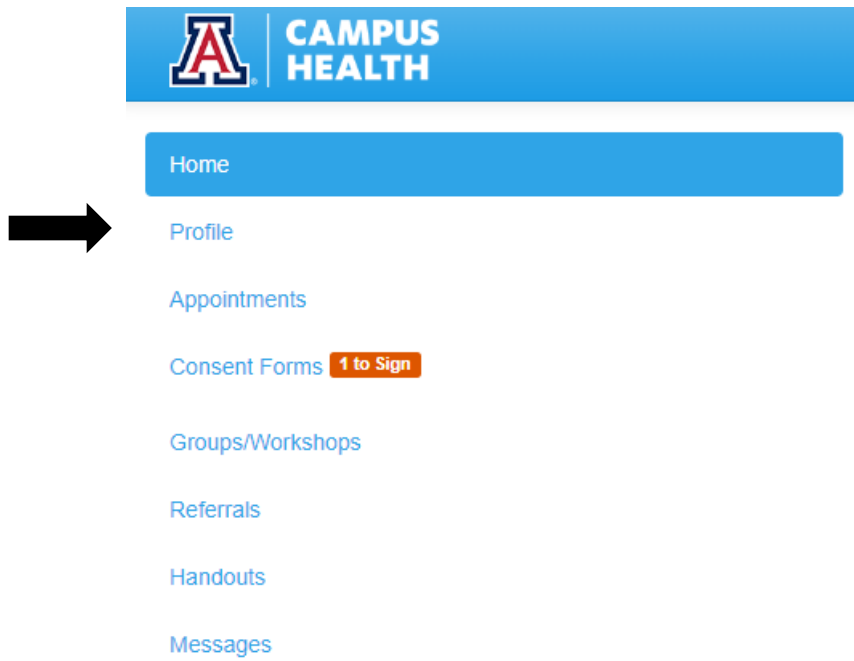 CAMPUS
HEALTH
Home
Profile
Appointments
Consent Forms 1 to Sign
Groups/Workshops
Referrals
Handouts
Messages